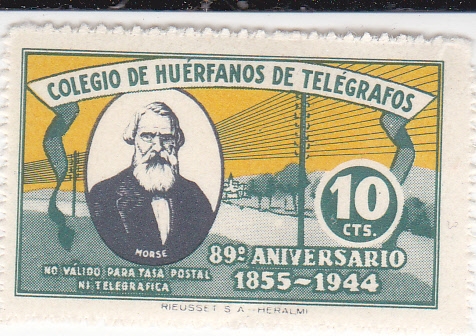 COLEGIO DE HUÉRFANOS DE TELÉGRAFOS
10
CTS.
MORSE
89º ANIVERSARIO
1855-1944
NO VÁLIDO PARA TASA POSTAL
NI TELEGRÁFICA
RIEUSSET S A - HERALMI